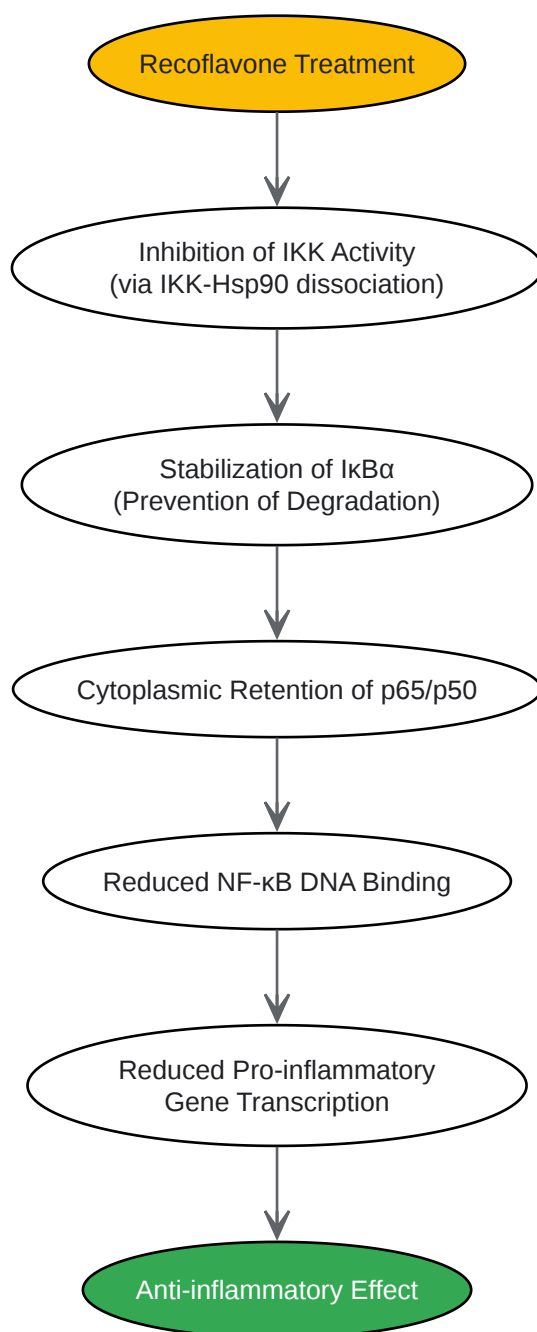 Recoflavone Treatment
Inhibition of IKK Activity
(via IKK-Hsp90 dissociation)
Stabilization of IκBα
(Prevention of Degradation)
Cytoplasmic Retention of p65/p50
Reduced NF-κB DNA Binding
Reduced Pro-inflammatory
Gene Transcription
Anti-inflammatory Effect